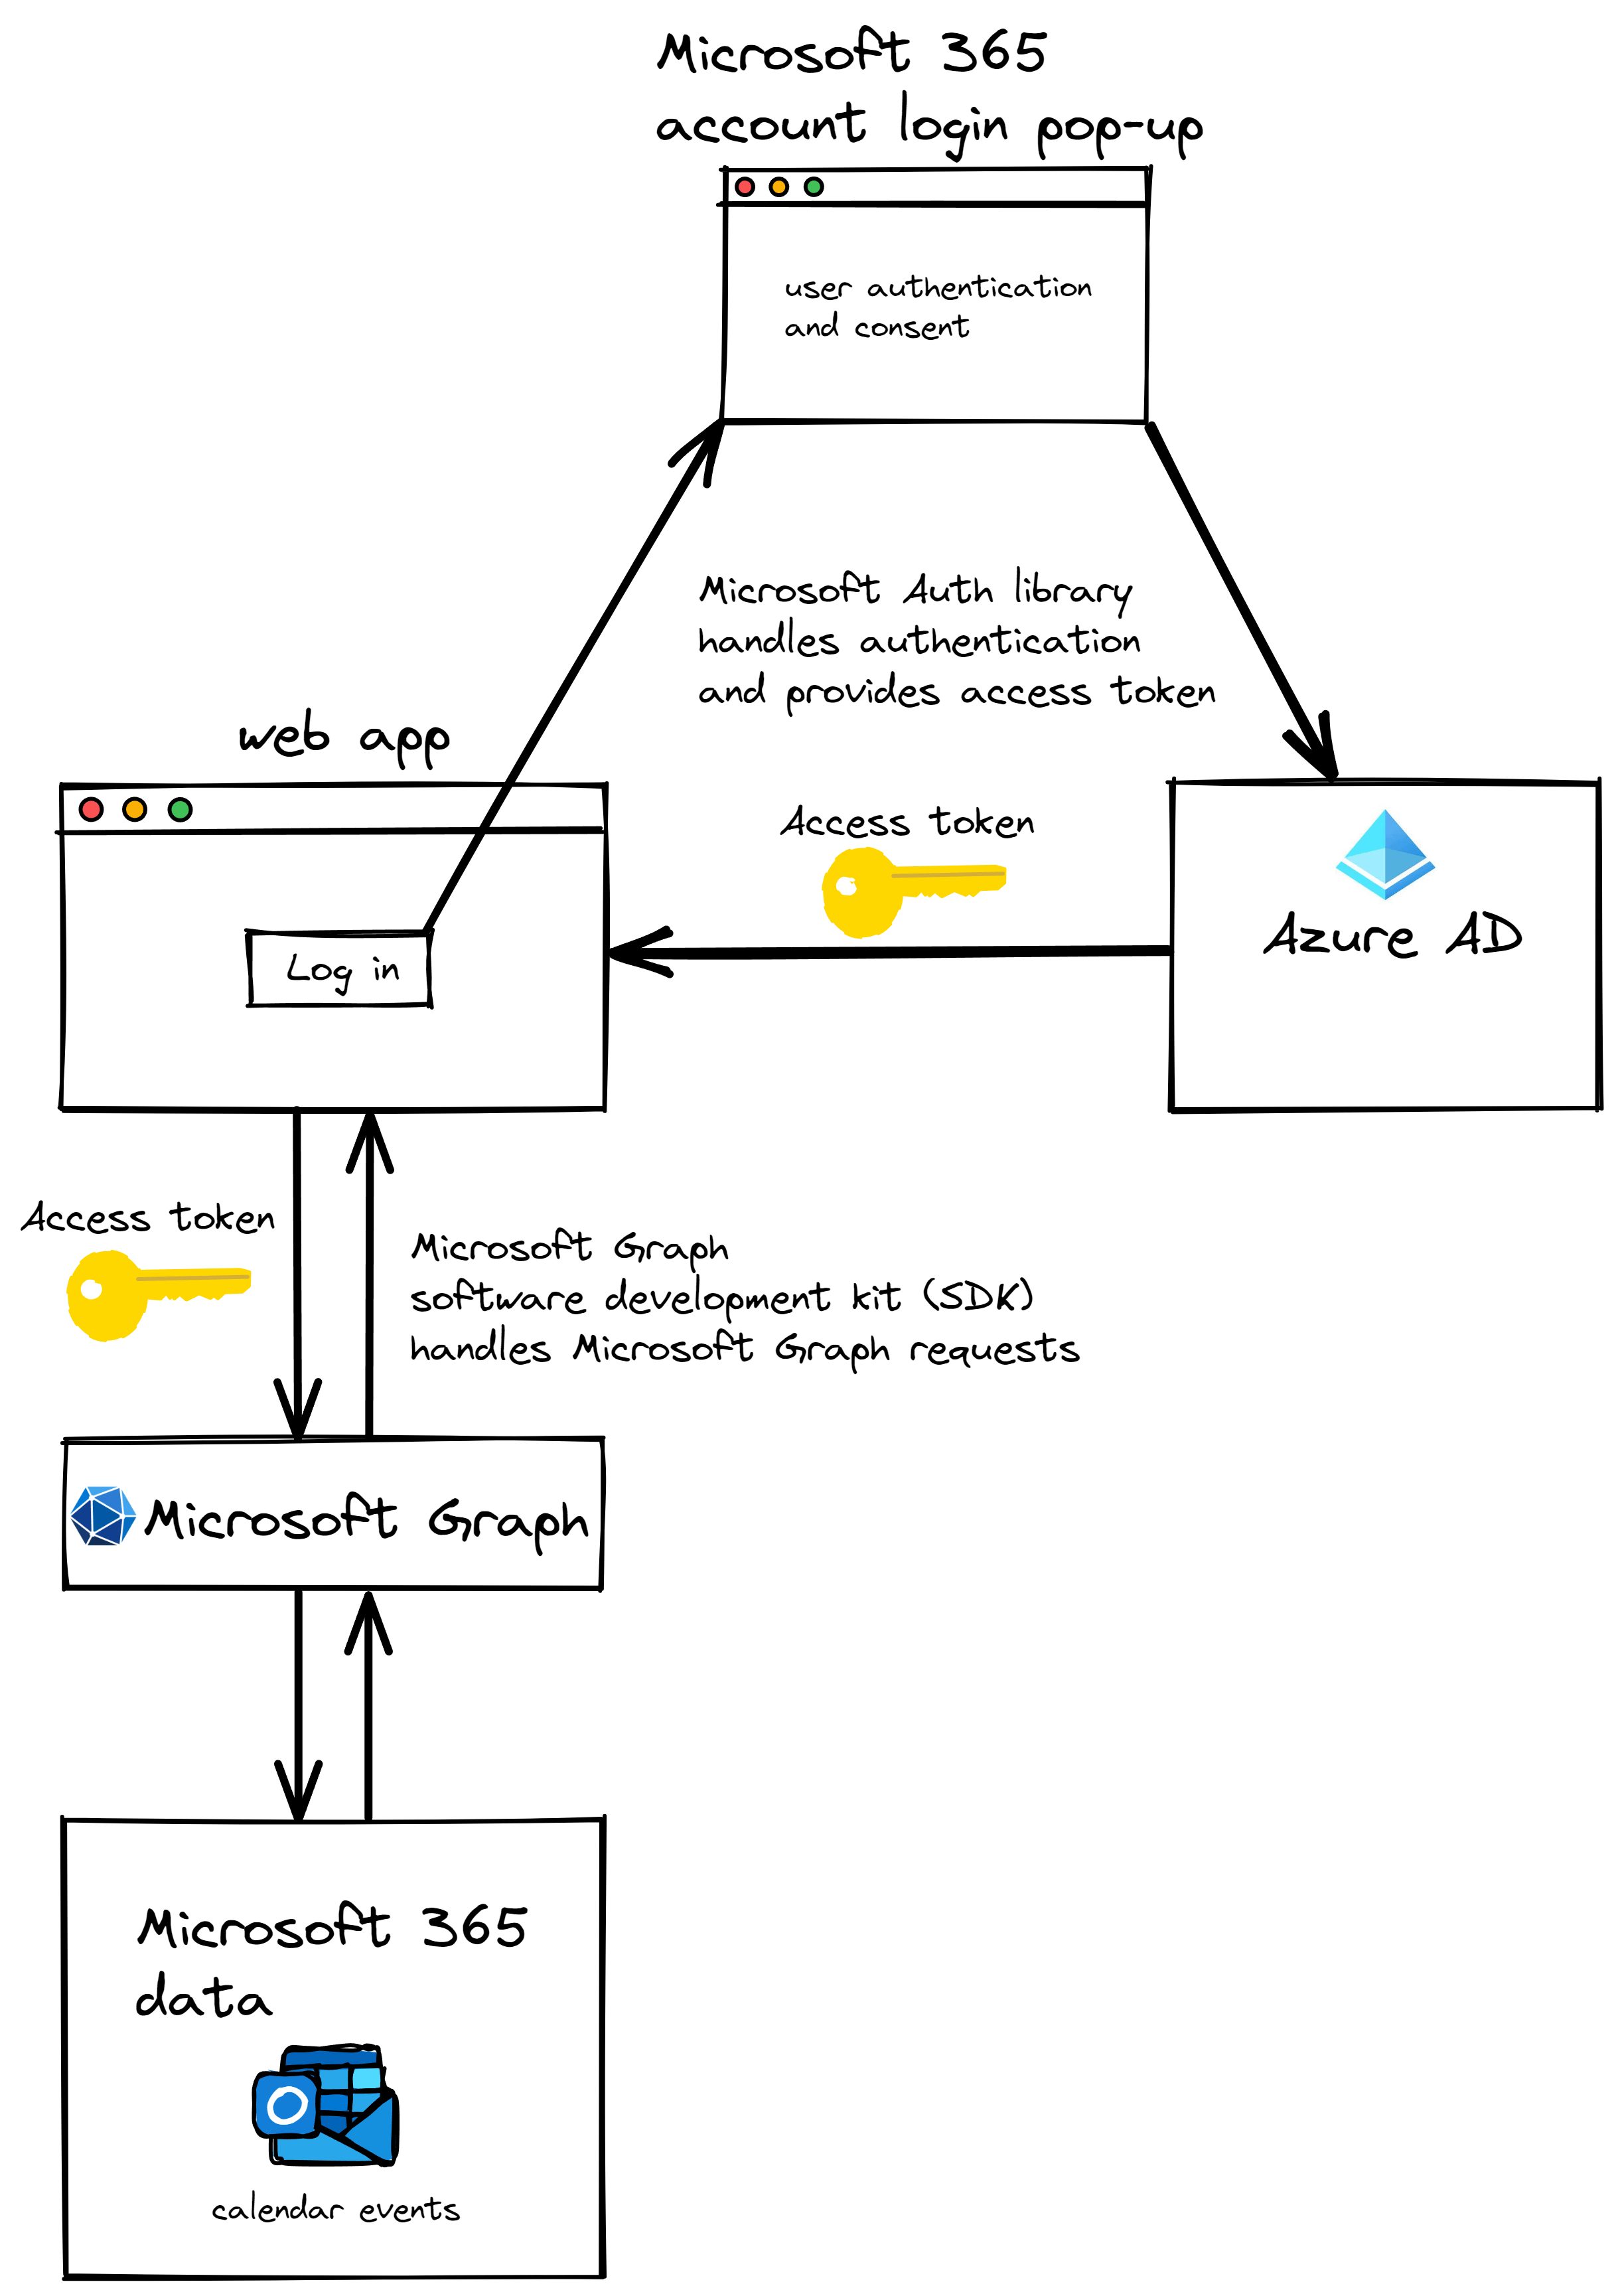 Microsoft 365
account login pop-up
user authentication
and consent
Microsoft Auth library
handles authentication
and provides access token
web app
Log in
Access token
Azure AD
Access token
Microsoft Graph
software development kit (SDK)
handles Microsoft Graph requests
Microsoft Graph
Microsoft 365
data
calendar events